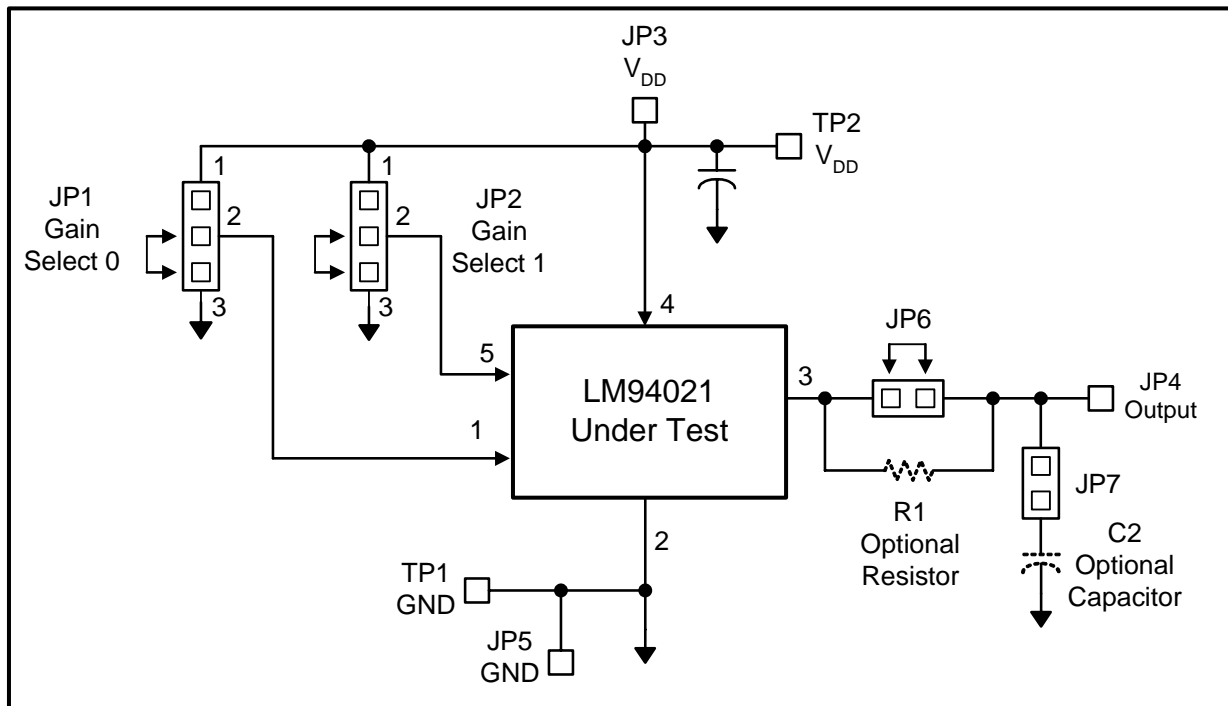 JP3
VDD
TP2
VDD
1
JP1
Gain
Select 0
2
3
1
JP2
Gain
Select 1
2
3
4
5
1
LM94021
Under Test
3
JP6
JP4
Output
R1
Optional
Resistor
JP7
C2
Optional
Capacitor
2
TP1
GND
JP5
GND